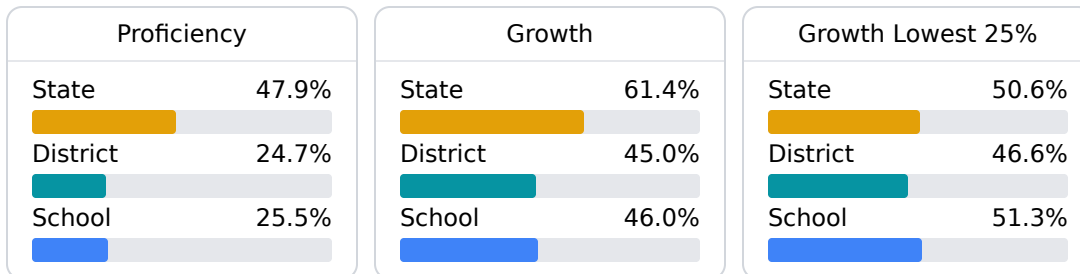 Proficiency
State 47.9%
District 24.7%
School 25.5%
Growth
State 61.4%
District 45.0%
School 46.0%
Growth Lowest 25%
State 50.6%
District 46.6%
School 51.3%